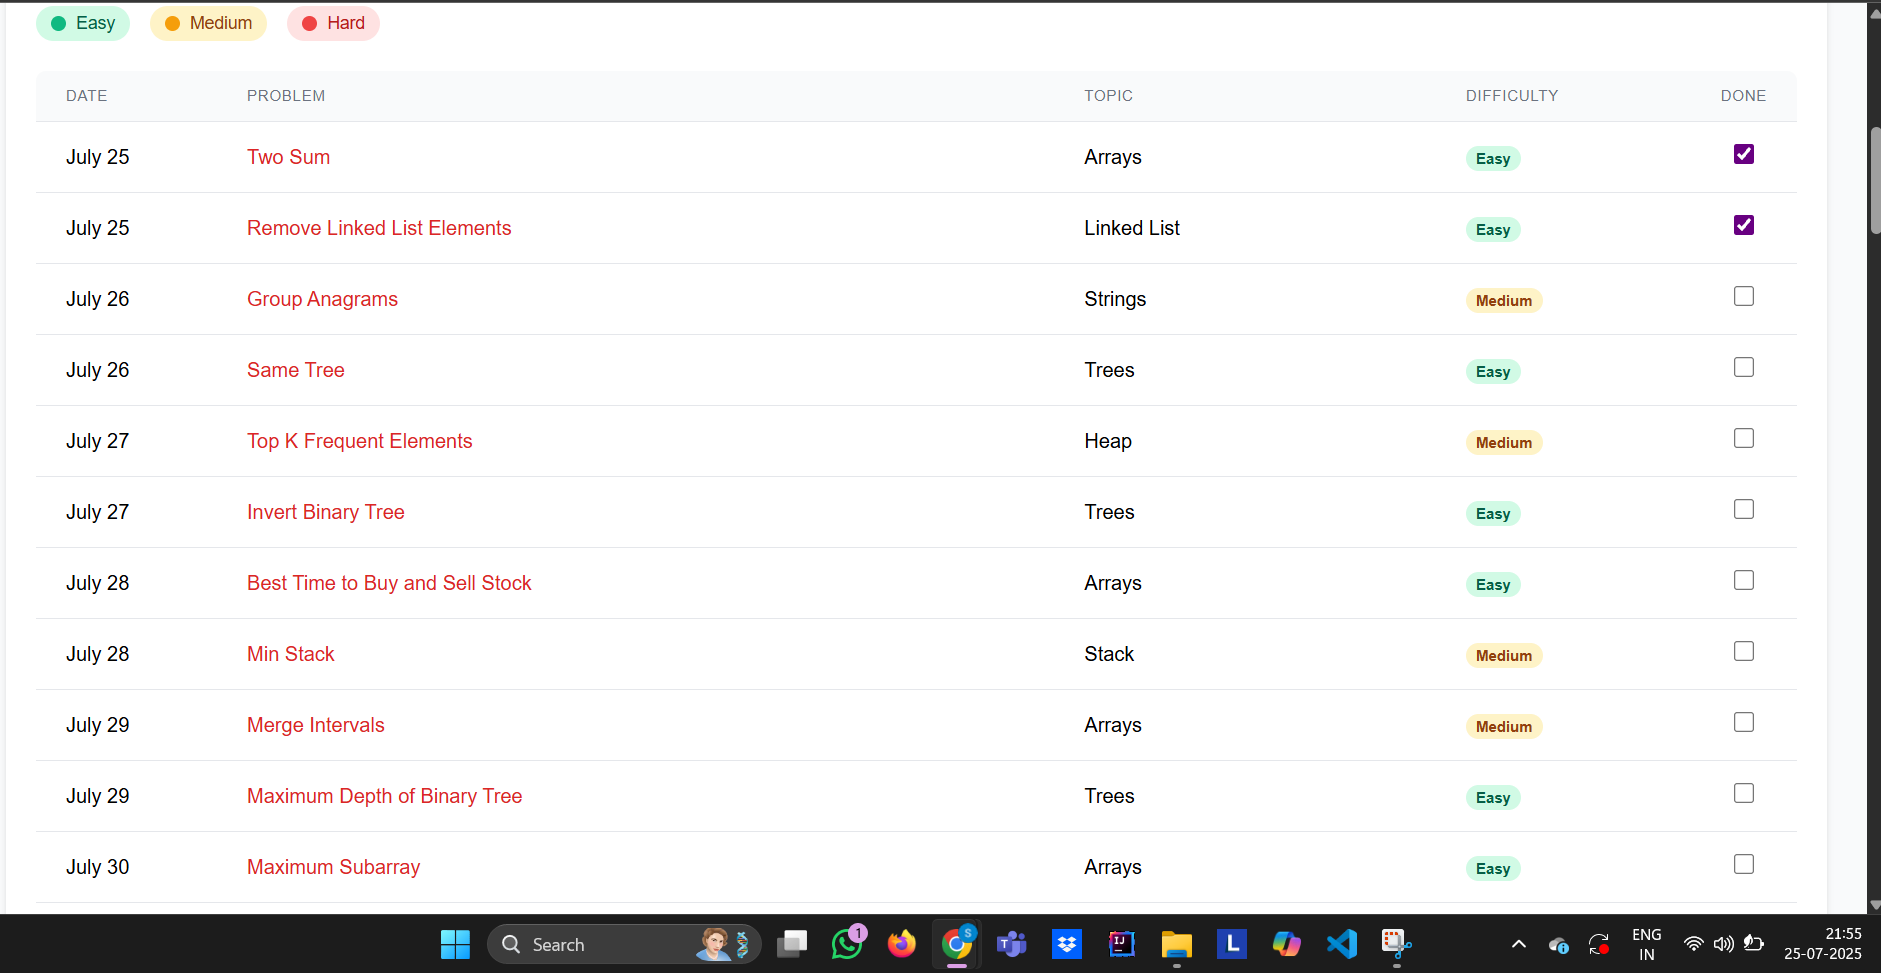 Easy Medium Hard
DATE PROBLEM TOPIC DIFFICULTY DONE
July 25 Two Sum Arrays Easy
July 25 Remove Linked List Elements Linked List Easy
July 26 Group Anagrams Strings Medium
July 26 Same Tree Trees Easy
July 27 Top K Frequent Elements Heap Medium
July 27 Invert Binary Tree Trees Easy
July 28 Best Time to Buy and Sell Stock Arrays Easy
July 28 Min Stack Stack Medium
July 29 Merge Intervals Arrays Medium
July 29 Maximum Depth of Binary Tree Trees Easy
July 30 Maximum Subarray Arrays Easy
Search 1 S T IJ L ENG 21:55
IN 25-07-2025